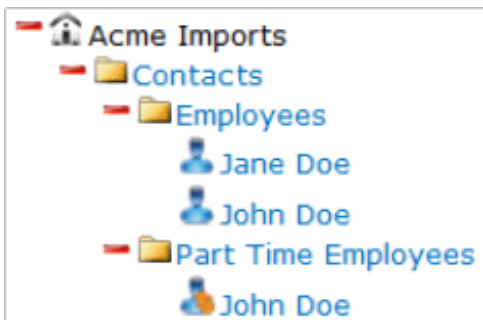 Acme Imports
Contacts
Employees
Jane Doe
John Doe
Part Time Employees
John Doe